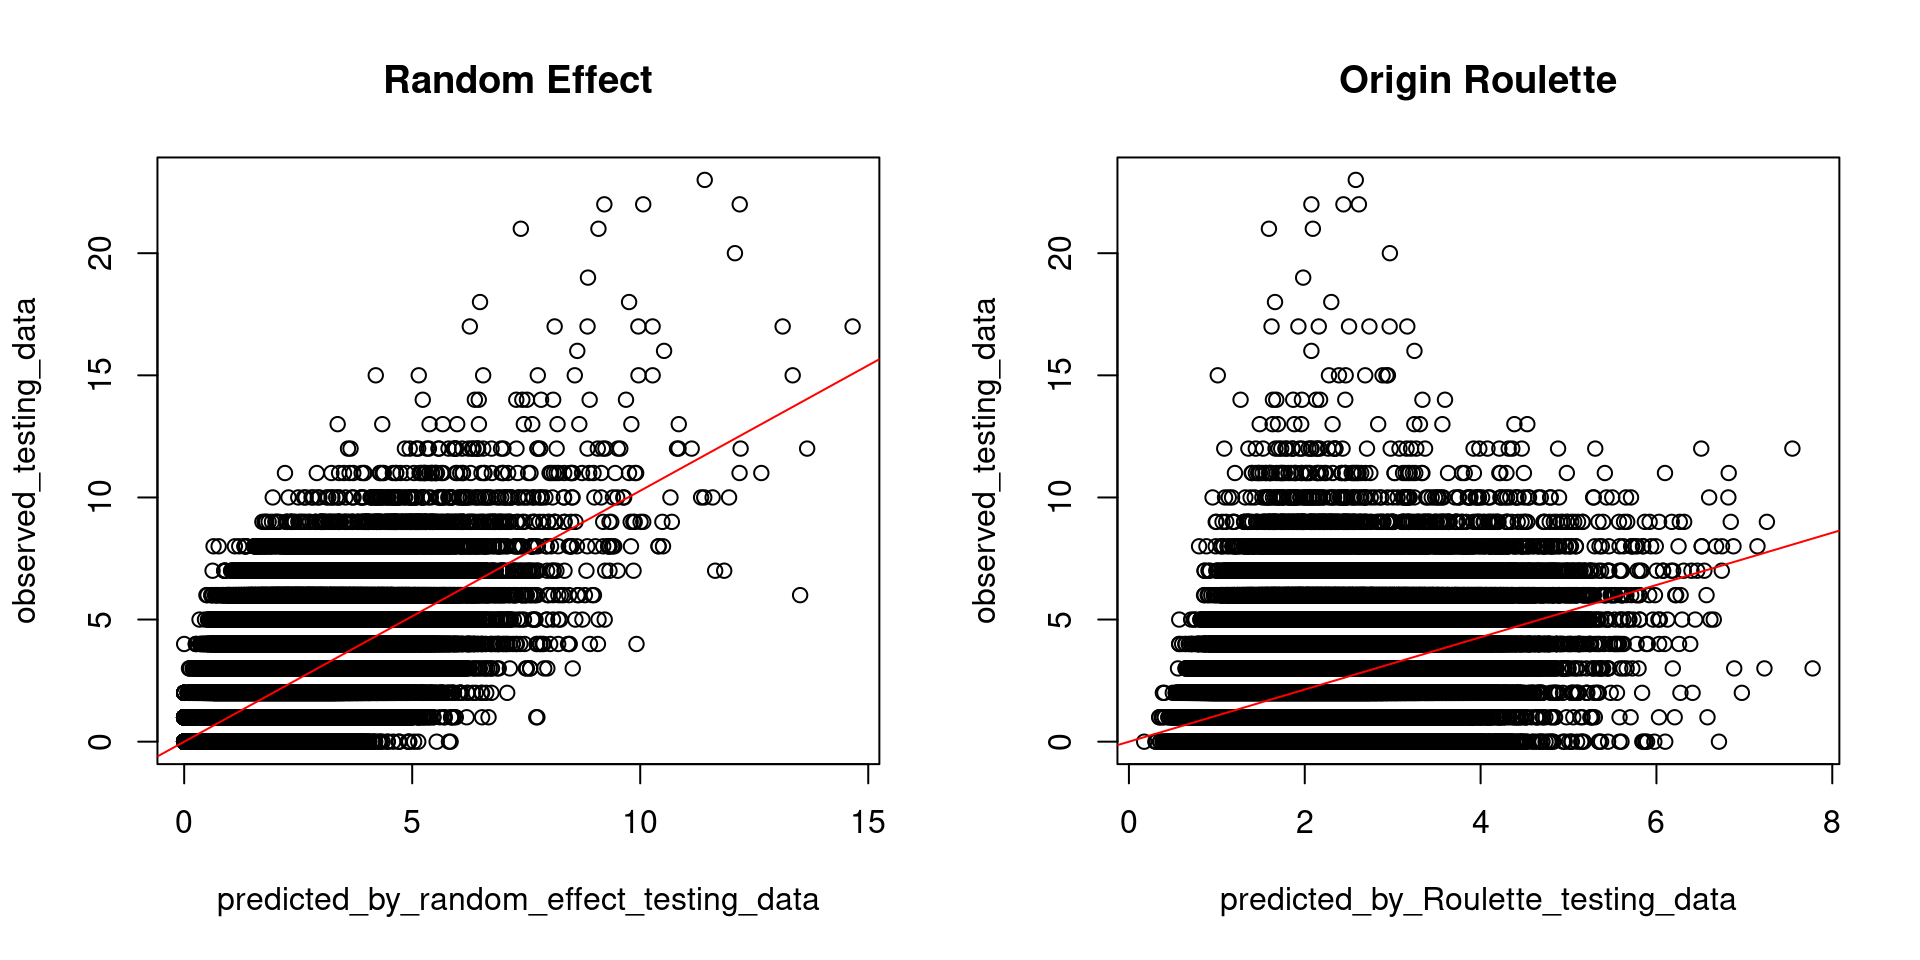 Random Effect
observed_testing_data
20
15
10
5
0
0 5 10 15
predicted_by_random_effect_testing_data
Origin Roulette
observed_testing_data
20
15
10
5
0
0 2 4 6 8
predicted_by_Roulette_testing_data